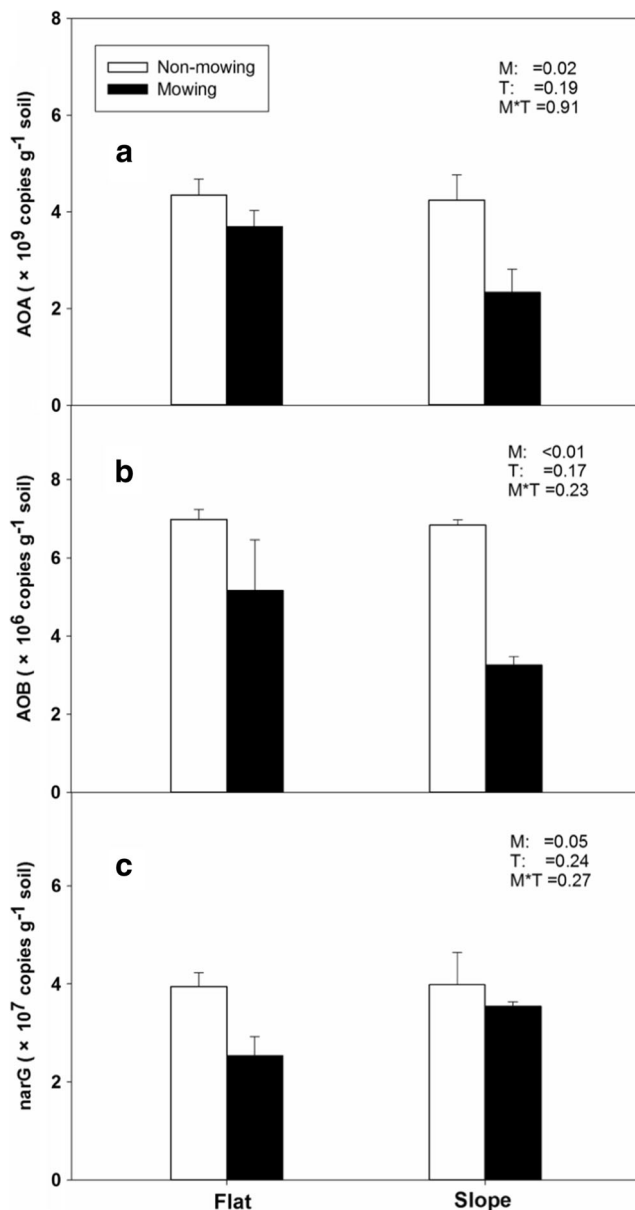 8
Non-mowing
Mowing
M: =0.02
T: =0.19
M*T =0.91
6
a
4
2
0
AOA ( × 10⁹ copies g⁻¹ soil)
8
M: <0.01
T: =0.17
M*T =0.23
b
6
4
2
0
AOB ( × 10⁶ copies g⁻¹ soil)
M: =0.05
T: =0.24
M*T =0.27
c
6
4
2
0
narG ( × 10⁷ copies g⁻¹ soil)
Flat
Slope